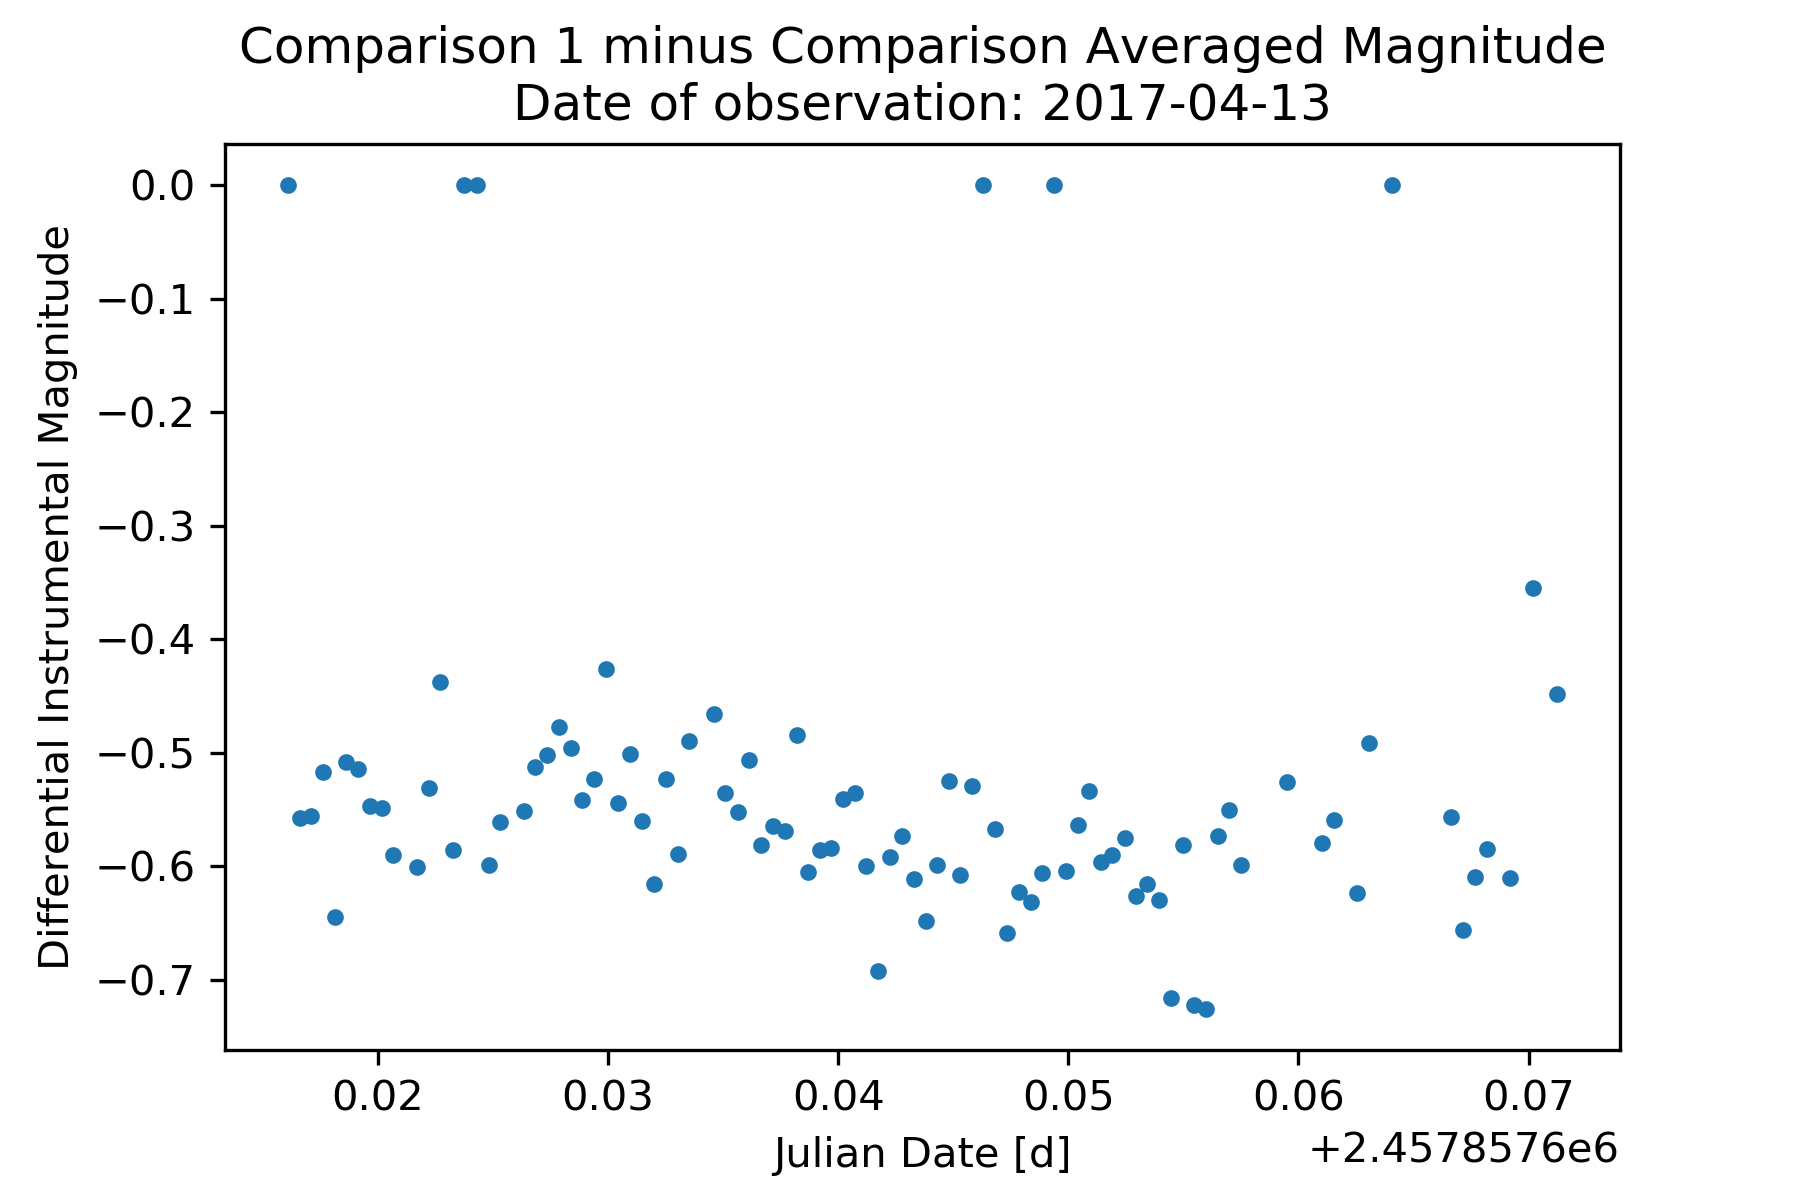 Comparison 1 minus Comparison Averaged Magnitude
Date of observation: 2017-04-13
Differential Instrumental Magnitude
0.0
−0.1
−0.2
−0.3
−0.4
−0.5
−0.6
−0.7
0.02 0.03 0.04 0.05 0.06 0.07
Julian Date [d]
+2.4578576e6